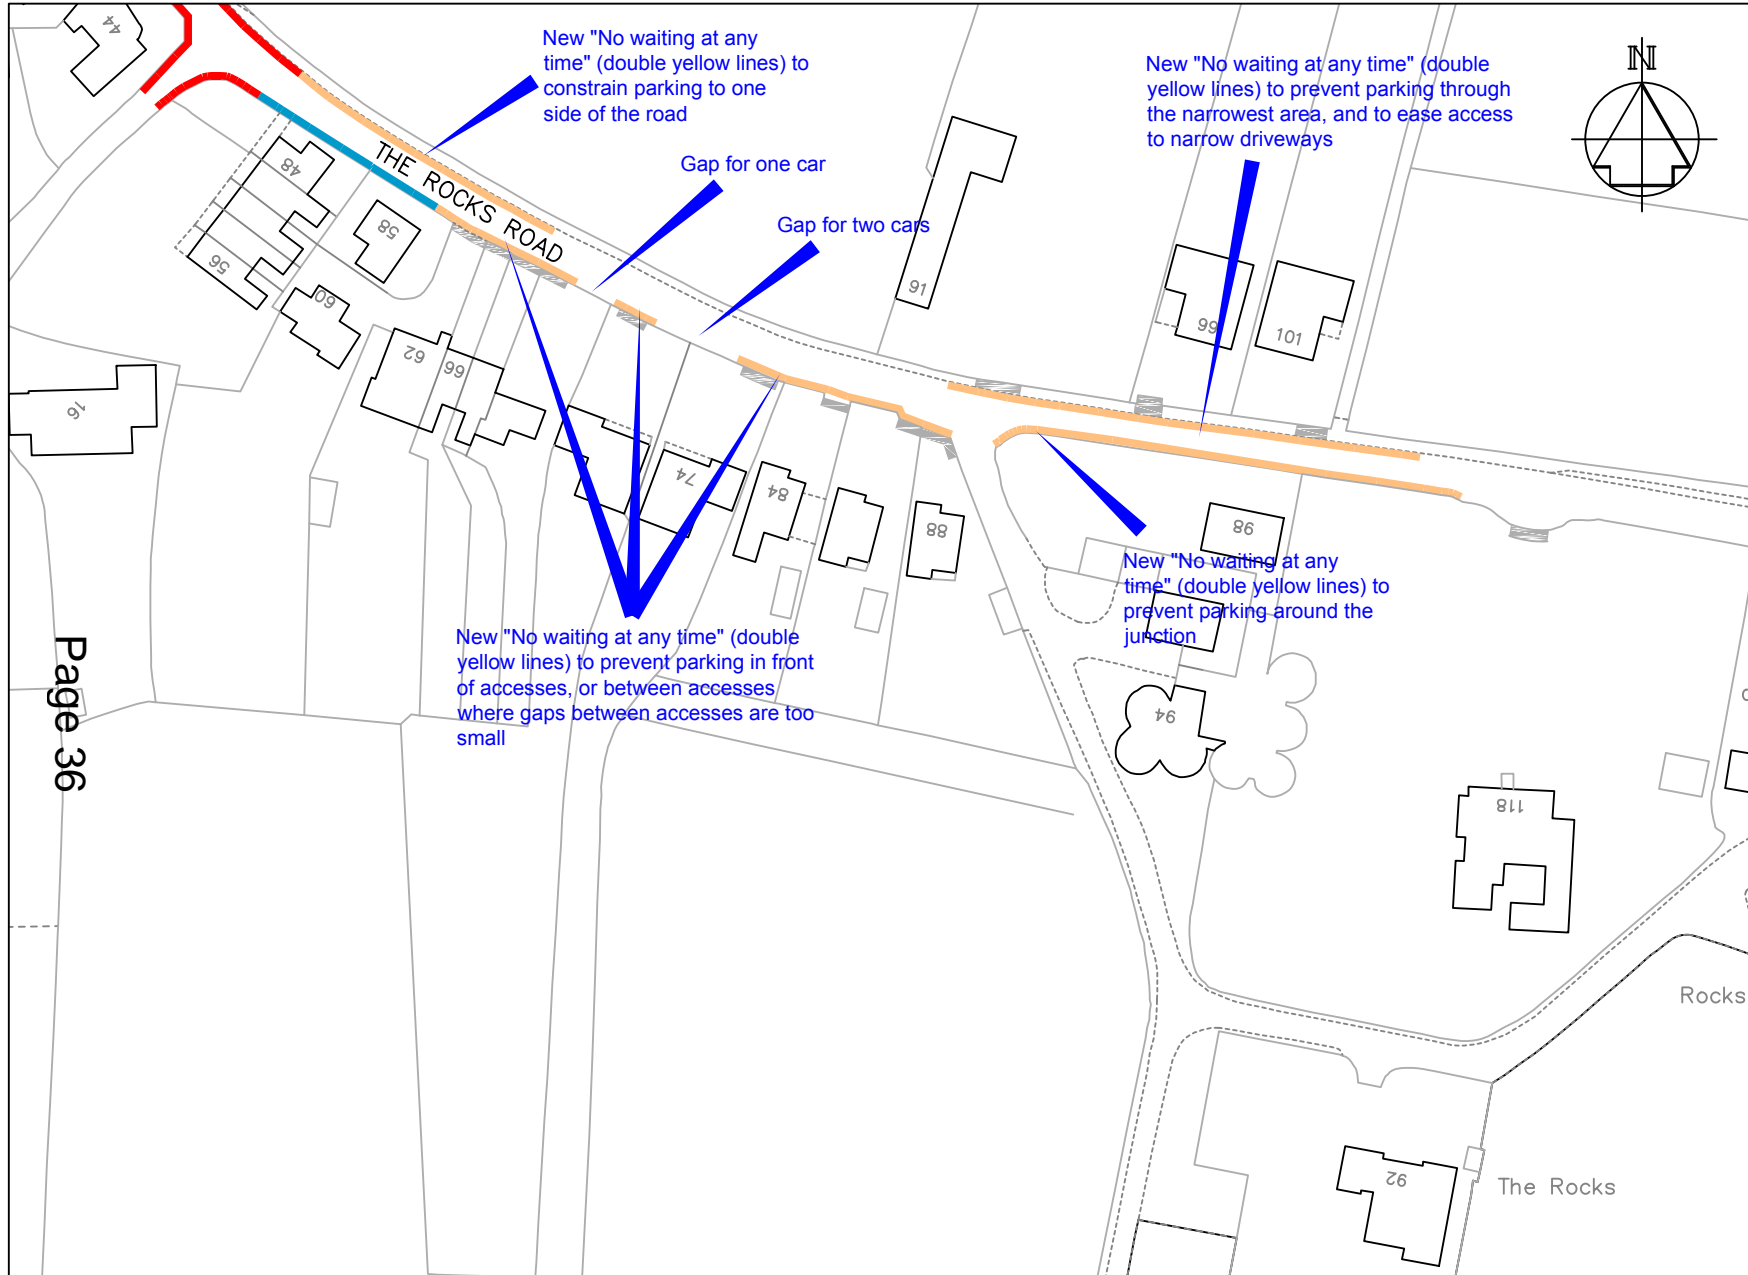 New "No waiting at any
time" (double yellow lines) to
constrain parking to one
side of the road
New "No waiting at any time" (double
yellow lines) to prevent parking through
the narrowest area, and to ease access
to narrow driveways
N
Gap for one car
Gap for two cars
THE ROCKS ROAD
44
48
56
58
60
62
66
16
74
84
88
91
99
101
98
New "No waiting at any
time" (double yellow lines) to
prevent parking around the
junction
New "No waiting at any time" (double
yellow lines) to prevent parking in front
of accesses, or between accesses
where gaps between accesses are too
small
Page 36
94
118
Rocks
92
The Rocks